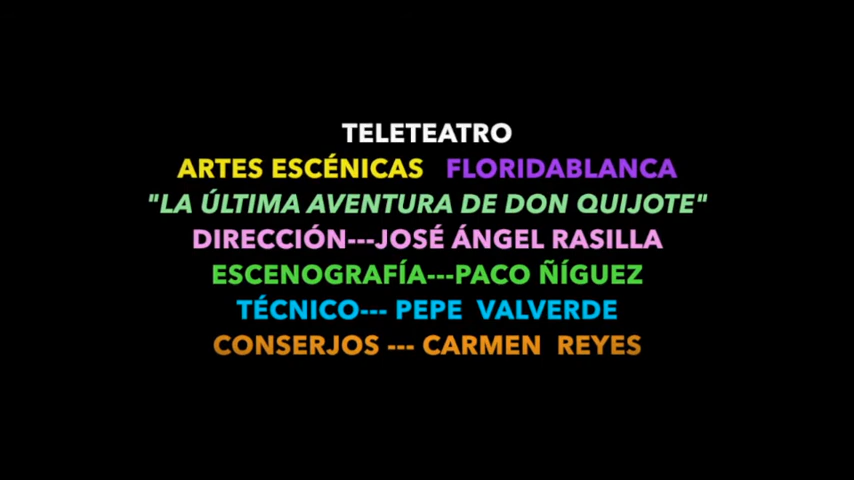 TELETEATRO
ARTES ESCÉNICAS FLORIDABLANCA
"LA ÚLTIMA AVENTURA DE DON QUIJOTE"
DIRECCIÓN---JOSÉ ÁNGEL RASILLA
ESCENOGRAFÍA---PACO ÑÍGUEZ
TÉCNICO--- PEPE VALVERDE
CONSERJOS --- CARMEN REYES